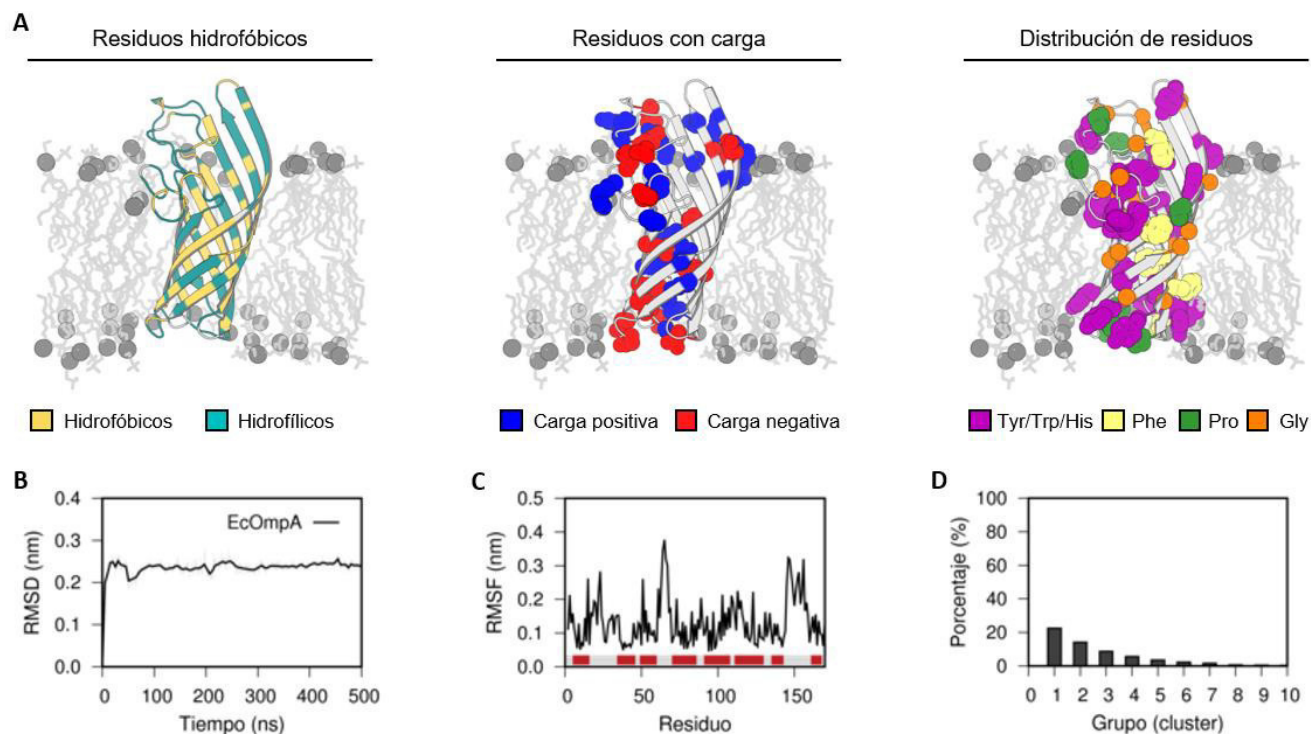 A
Residuos hidrofóbicos
Residuos con carga
Distribución de residuos
Hidrofóbicos
Hidrofílicos
Carga positiva
Carga negativa
Tyr/Trp/His
Phe
Pro
Gly
B
RMSD (nm)
0.4
0.3
0.2
0.1
0.0
EcOmpA
0 100 200 300 400 500
Tiempo (ns)
C
RMSF (nm)
0.5
0.4
0.3
0.2
0.1
0.0
0 50 100 150
Residuo
D
Porcentaje (%)
100
80
60
40
20
0
0 1 2 3 4 5 6 7 8 9 10
Grupo (cluster)